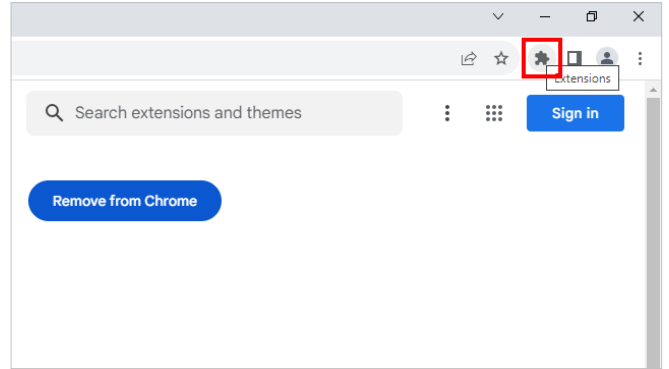 Extensions
Search extensions and themes
Sign in
Remove from Chrome